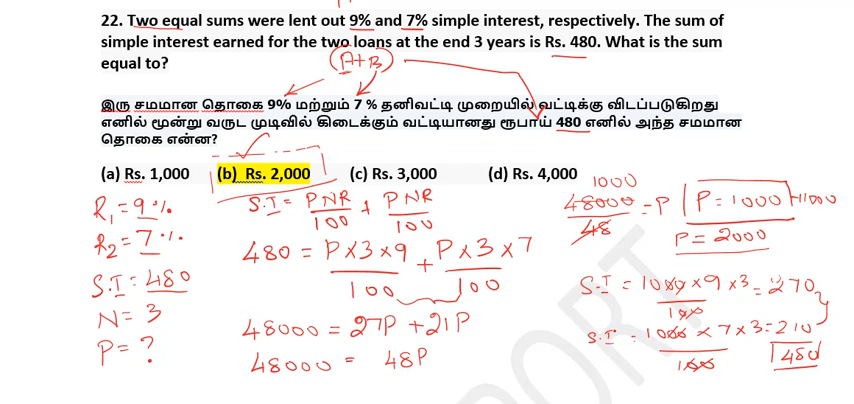 22. Two equal sums were lent out 9% and 7% simple interest, respectively. The sum of
simple interest earned for the two loans at the end 3 years is Rs. 480. What is the sum
equal to?
(A+B)
இரு சமமான தொகை 9% மற்றும் 7 % தனிவட்டி முறையில் வட்டிக்கு விடப்படுகிறது
எனில் மூன்று வருட முடிவில் கிடைக்கும் வட்டியானது ரூபாய் 480 எனில் அந்த சமமான
தொகை என்ன?
(a) Rs. 1,000 (b) Rs. 2,000 (c) Rs. 3,000 (d) Rs. 4,000
R₁ = 9 %
R₂ = 7 %
S.I = 480
N = 3
P = ?
S.I = PNR/100 + PNR/100
480 = P×3×9/100 + P×3×7/100
48000 = 27P + 21P
48000 = 48P
1000
48000/48 = P
P = 1000 +1000
P = 2000
S.I = 1000 × 9 × 3/100 = 270
S.I = 1000 × 7 × 3/100 = 210
480
REPORT